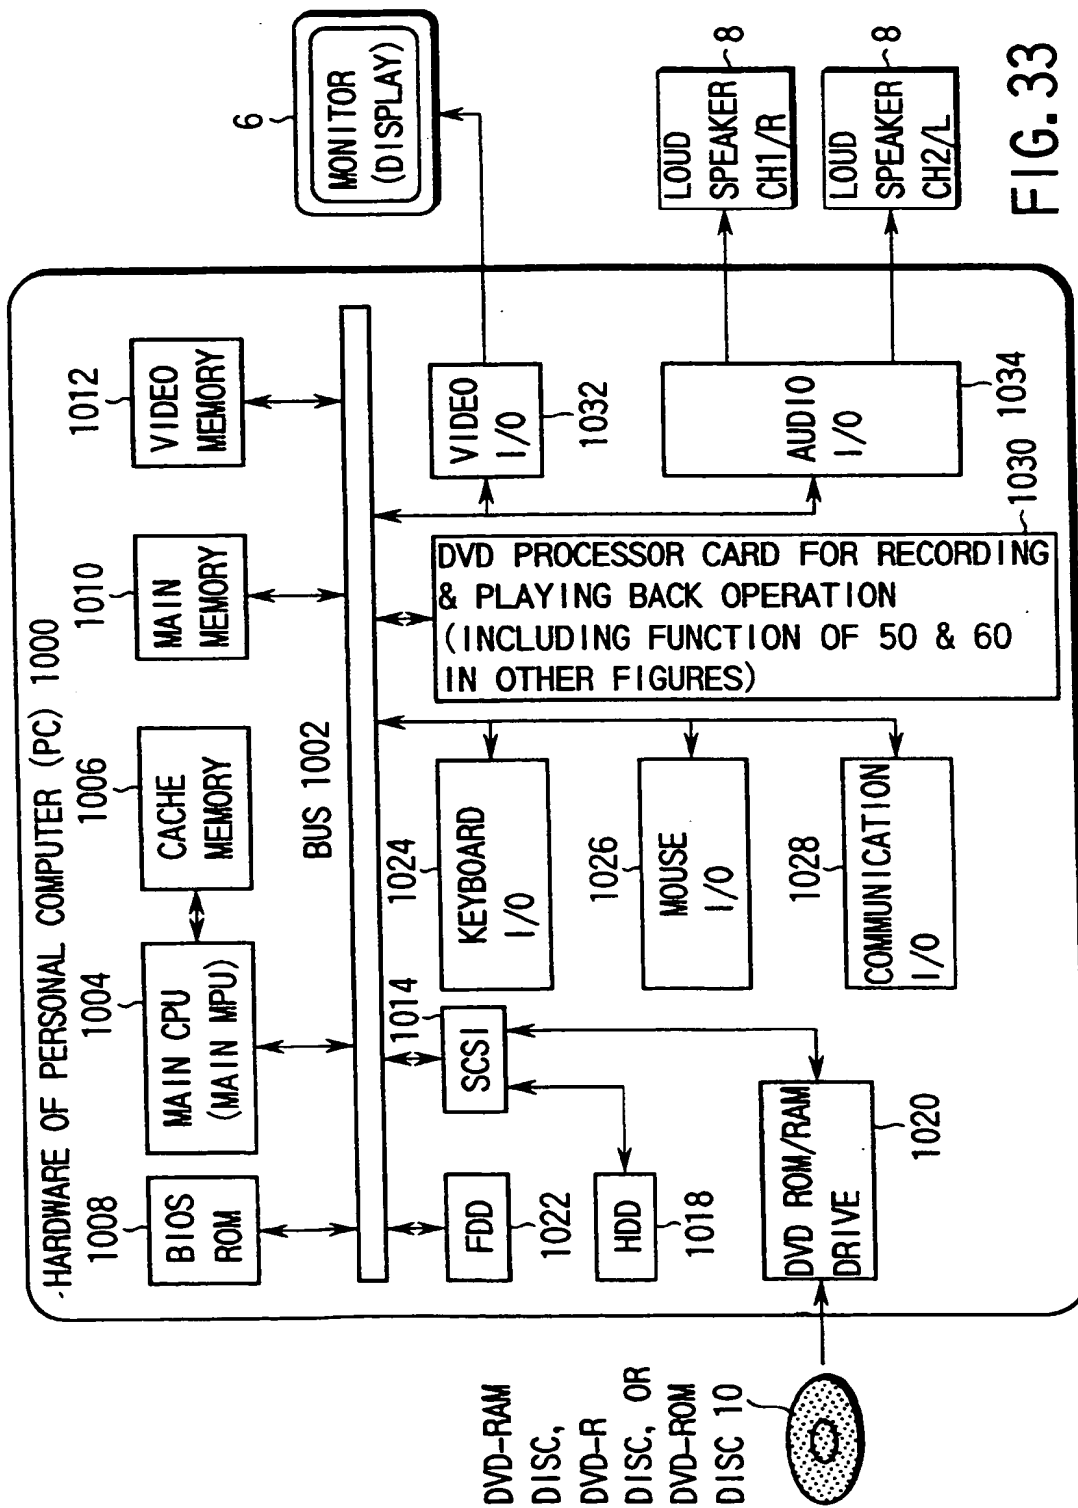 HARDWARE OF PERSONAL COMPUTER (PC) 1000
1008
BIOS
ROM
1004
MAIN CPU
(MAIN MPU)
1006
CACHE
MEMORY
1010
MAIN
MEMORY
1012
VIDEO
MEMORY
6
MONITOR
(DISPLAY)
BUS 1002
FDD
1022
HDD
1018
1014
SCSI
1024
KEYBOARD
I/O
1026
MOUSE
I/O
1028
COMMUNICATION
I/O
DVD PROCESSOR CARD FOR RECORDING
& PLAYING BACK OPERATION
(INCLUDING FUNCTION OF 50 & 60
IN OTHER FIGURES)
1030
VIDEO
I/O
1032
AUDIO
I/O
1034
LOUD
SPEAKER
CH1/R
8
LOUD
SPEAKER
CH2/L
8
DVD ROM/RAM
DRIVE
1020
DVD-RAM
DISC,
DVD-R
DISC, OR
DVD-ROM
DISC 10
FIG. 33